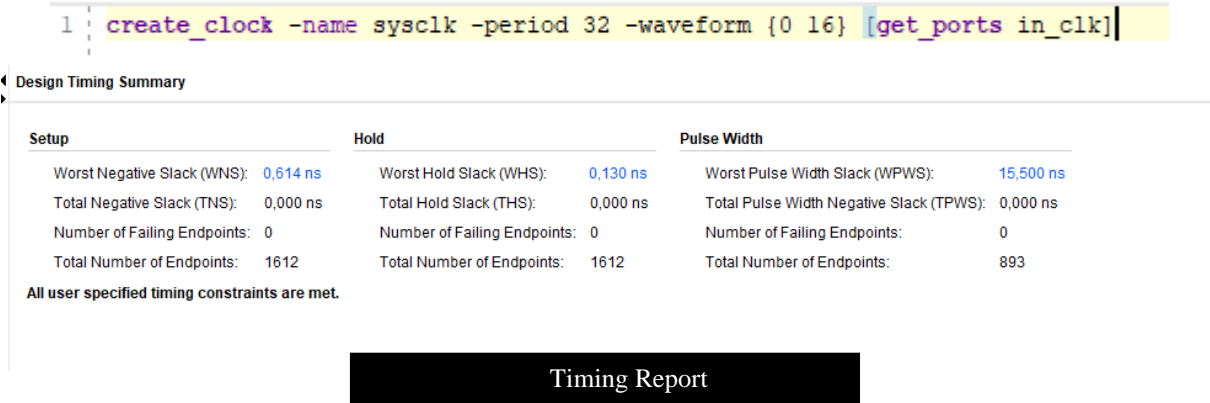 1 create_clock -name sysclk -period 32 -waveform {0 16} [get_ports in_clk]
Design Timing Summary
Setup Hold Pulse Width
Worst Negative Slack (WNS): 0,614 ns Worst Hold Slack (WHS): 0,130 ns Worst Pulse Width Slack (WPWS): 15,500 ns
Total Negative Slack (TNS): 0,000 ns Total Hold Slack (THS): 0,000 ns Total Pulse Width Negative Slack (TPWS): 0,000 ns
Number of Failing Endpoints: 0 Number of Failing Endpoints: 0 Number of Failing Endpoints: 0
Total Number of Endpoints: 1612 Total Number of Endpoints: 1612 Total Number of Endpoints: 893
All user specified timing constraints are met.
Timing Report